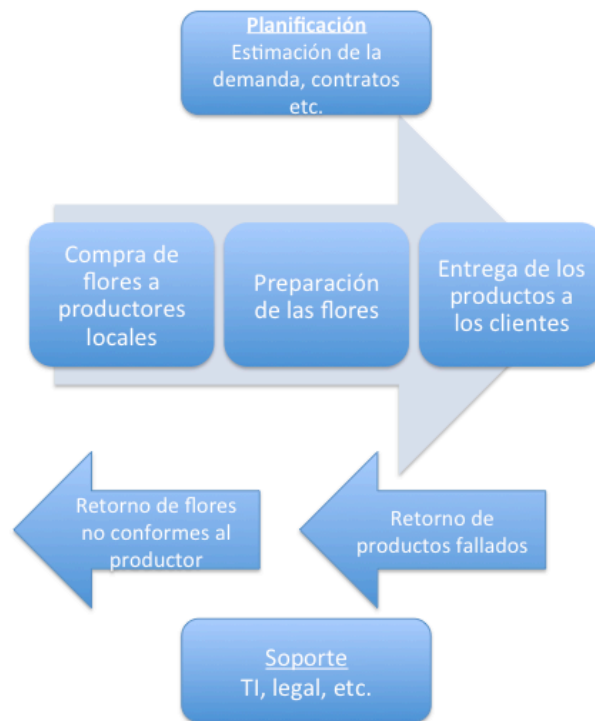 Planificación
Estimación de la
demanda, contratos
etc.
Compra de
flores a
productores
locales
Preparación
de las flores
Entrega de los
productos a
los clientes
Retorno de flores
no conformes al
productor
Retorno de
productos fallados
Soporte
TI, legal, etc.